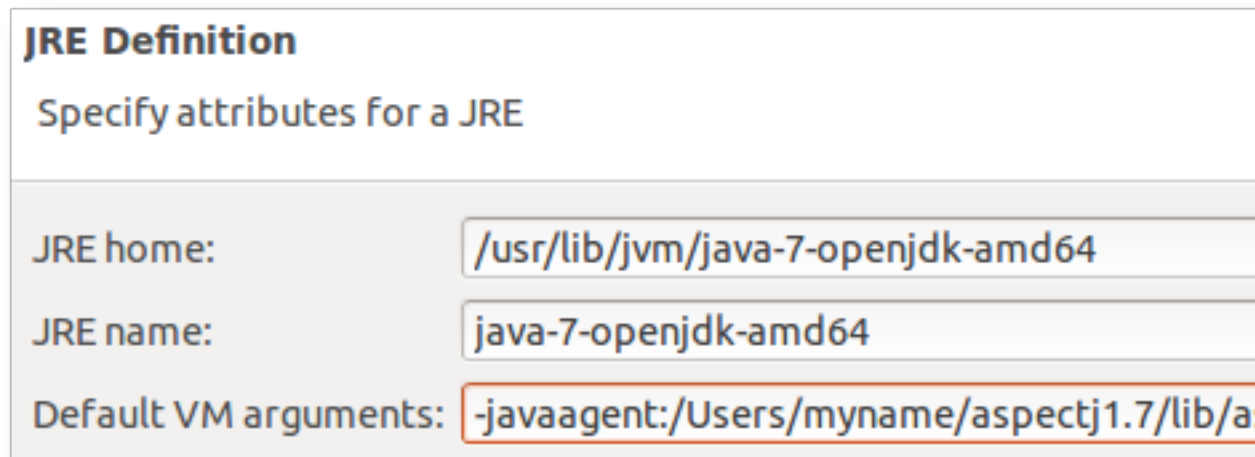 JRE Definition
Specify attributes for a JRE
JRE home: /usr/lib/jvm/java-7-openjdk-amd64
JRE name: java-7-openjdk-amd64
Default VM arguments: -javaagent:/Users/myname/aspectj1.7/lib/as